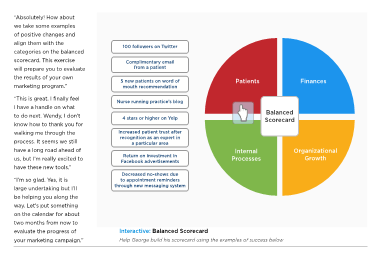 "Absolutely! How about
we take some examples
of positive changes and
align them with the
categories on the balanced
scorecard. This exercise
will prepare you to evaluate
the results of your own
marketing program."
"This is great. I finally feel
I have a handle on what
to do next. Wendy, I don't
know how to thank you for
walking me through the
process. It seems we still
have a long road ahead of
us, but I'm really excited to
have these new tools."
"I'm so glad. Yes, it is
large undertaking but I'll
be helping you along the
way. Let's put something
on the calendar for about
two months from now to
evaluate the progress of
your marketing campaign."
100 followers on Twitter
Complimentary email
from a patient
5 new patients on word of
mouth recommendation
Nurse running practice's blog
4 stars or higher on Yelp
Increased patient trust after
recognition as an expert in
a particular area
Return on investment in
Facebook advertisements
Decreased no-shows due
to appointment reminders
through new messaging system
Patients
Finances
Balanced
Scorecard
Internal
Processes
Organizational
Growth
Interactive: Balanced Scorecard
Help George build his scorecard using the examples of success below